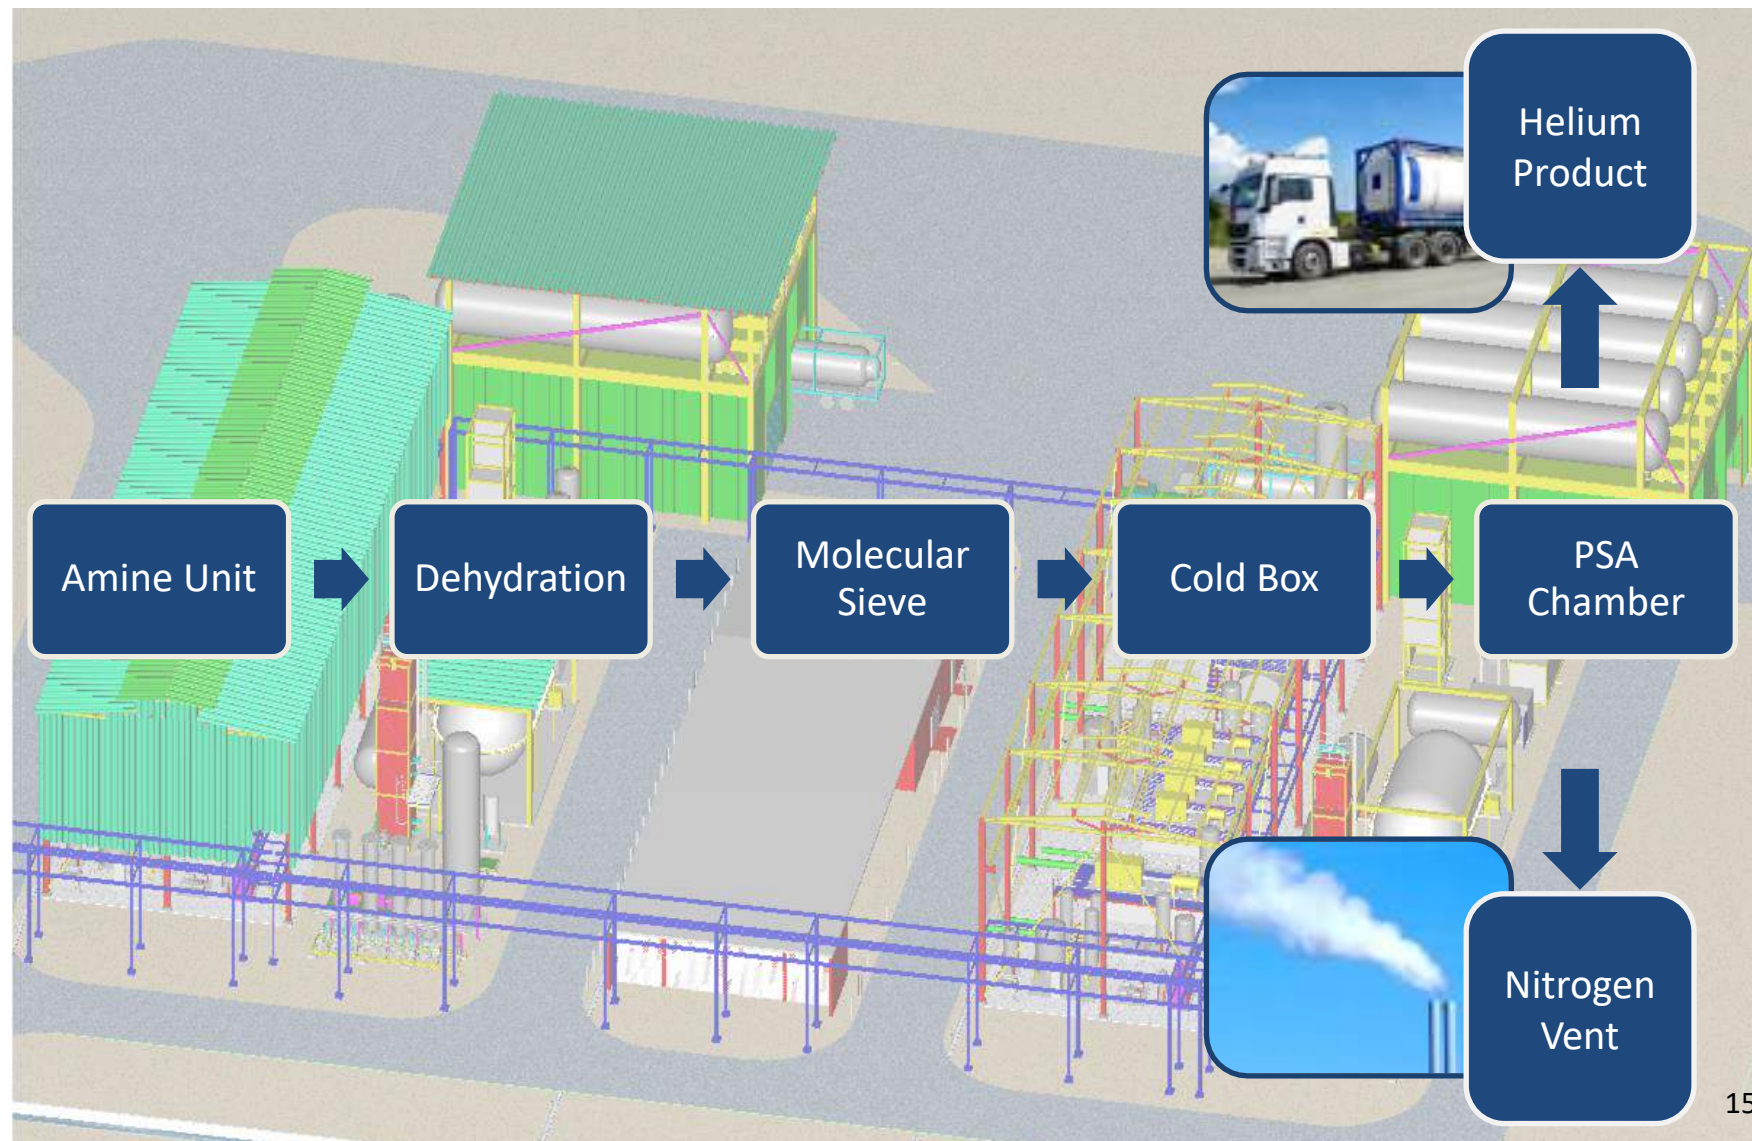 Helium
Product
Amine Unit
Dehydration
Molecular
Sieve
Cold Box
PSA
Chamber
Nitrogen
Vent
15